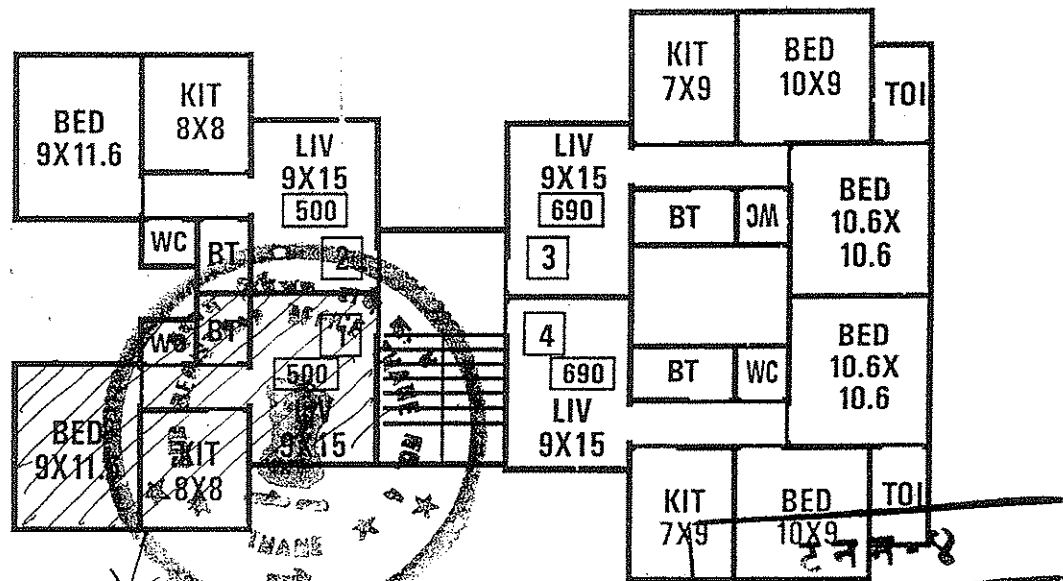 BED
9X11.6
KIT
8X8
LIV
9X15
500
2
WC
BT
WC
BT
1
500
LIV
9X15
BED
KIT
8X8
THANE
KIT
7X9
BED
10X9
TOI
LIV
9X15
690
3
BT
WC
BED
10.6X
10.6
4
690
LIV
9X15
BT
WC
BED
10.6X
10.6
KIT
7X9
BED
10X9
TOI